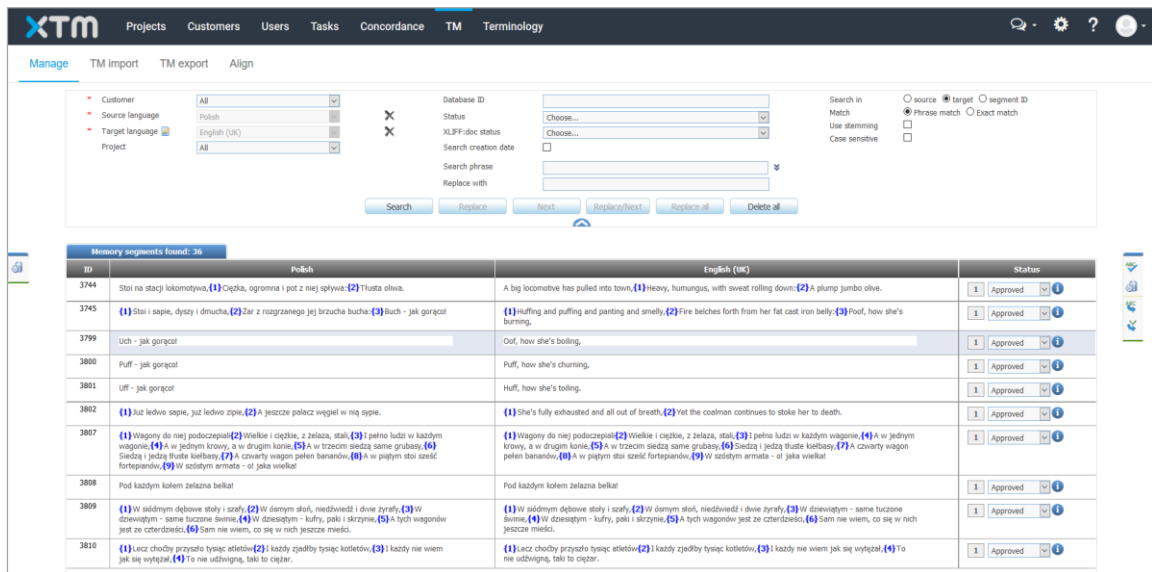 XTM Projects Customers Users Tasks Concordance TM Terminology ?
Manage TM import TM export Align
* Customer All
* Source language Polish
* Target language English (UK)
Project All
Database ID
Status Choose...
XLIFF:doc status Choose...
Search creation date
Search phrase
Replace with
Search in source target segment ID
Match Phrase match Exact match
Use stemming
Case sensitive
Search Replace Next Replace/Next Replace all Delete all
Memory segments found: 36
ID Polish English (UK) Status
3744 Stoi na stacji lokomotywa,{1}Ciężka, ogromna i pot z niej spływa:{2}Tłusta oliwa. A big locomotive has pulled into town,{1}Heavy, humungus, with sweat rolling down:{2}A plump jumbo olive. 1 Approved
3745 {1}Stoi i sapie, dyszy i dmucha,{2}Żar z rozgrzanego jej brzucha bucha:{3}Buch - jak gorąco! {1}Huffing and puffing and panting and smelly,{2}Fire belches forth from her fat cast iron belly:{3}Poof, how she's
burning, 1 Approved
3799 Uch - jak gorąco! Oof, how she's boiling, 1 Approved
3800 Puff - jak gorąco! Puff, how she's churning, 1 Approved
3801 Uff - jak gorąco! Huff, how she's toiling. 1 Approved
3802 {1}Już ledwo sapie, już ledwo zipie,{2}A jeszcze palacz węgiel w nią sypie. {1}She's fully exhausted and all out of breath,{2}Yet the coalman continues to stoke her to death. 1 Approved
3807 {1}Wagony do niej podoczepiali{2}Wielkie i ciężkie, z żelaza, stali,{3}I pełno ludzi w każdym
wagonie,{4}A w jednym krowy, a w drugim konie,{5}A w trzecim siedzą same grubasy,{6}
Siedzą i jedzą tłuste kiełbasy,{7}A czwarty wagon pełen bananów,{8}A w piątym stoi sześć
fortepianów,{9}W szóstym armata - o! jaka wielka!
{1}Wagony do niej podoczepiali{2}Wielkie i ciężkie, z żelaza, stali,{3}I pełno ludzi w każdym wagonie,{4}A w jednym
krowy, a w drugim konie,{5}A w trzecim siedzą same grubasy,{6}Siedzą i jedzą tłuste kiełbasy,{7}A czwarty wagon
pełen bananów,{8}A w piątym stoi sześć fortepianów,{9}W szóstym armata - o! jaka wielka!
1 Approved
3808 Pod każdym kołem żelazna belka! Pod każdym kołem żelazna belka! 1 Approved
3809 {1}W siódmym dębowe stoły i szafy,{2}W ósmym słoń, niedźwiedź i dwie żyrafy,{3}W
dziewiątym - same tuczone świnie,{4}W dziesiątym - kufry, paki i skrzynie,{5}A tych wagonów
jest ze czterdzieści,{6}Sam nie wiem, co się w nich jeszcze mieści.
{1}W siódmym dębowe stoły i szafy,{2}W ósmym słoń, niedźwiedź i dwie żyrafy,{3}W dziewiątym - same tuczone
świnie,{4}W dziesiątym - kufry, paki i skrzynie,{5}A tych wagonów jest ze czterdzieści,{6}Sam nie wiem, co się w nich
jeszcze mieści.
1 Approved
3810 {1}Lecz choćby przyszło tysiąc atletów{2}I każdy zjadłby tysiąc kotletów,{3}I każdy nie wiem
jak się wytężał,{4}To nie udźwigną, taki to ciężar.
{1}Lecz choćby przyszło tysiąc atletów{2}I każdy zjadłby tysiąc kotletów,{3}I każdy nie wiem jak się wytężał,{4}To
nie udźwigną, taki to ciężar.
1 Approved